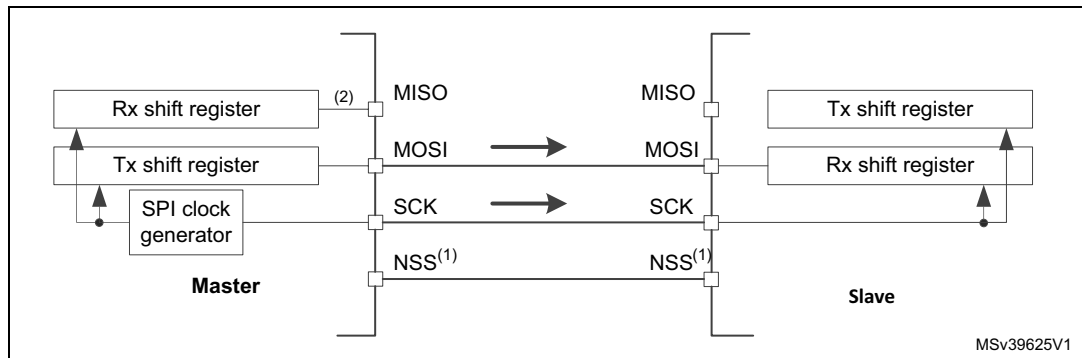 Rx shift register
(2)
MISO
MISO
Tx shift register
Tx shift register
MOSI
MOSI
Rx shift register
SPI clock
generator
SCK
SCK
NSS(1)
NSS(1)
Master
Slave
MSv39625V1